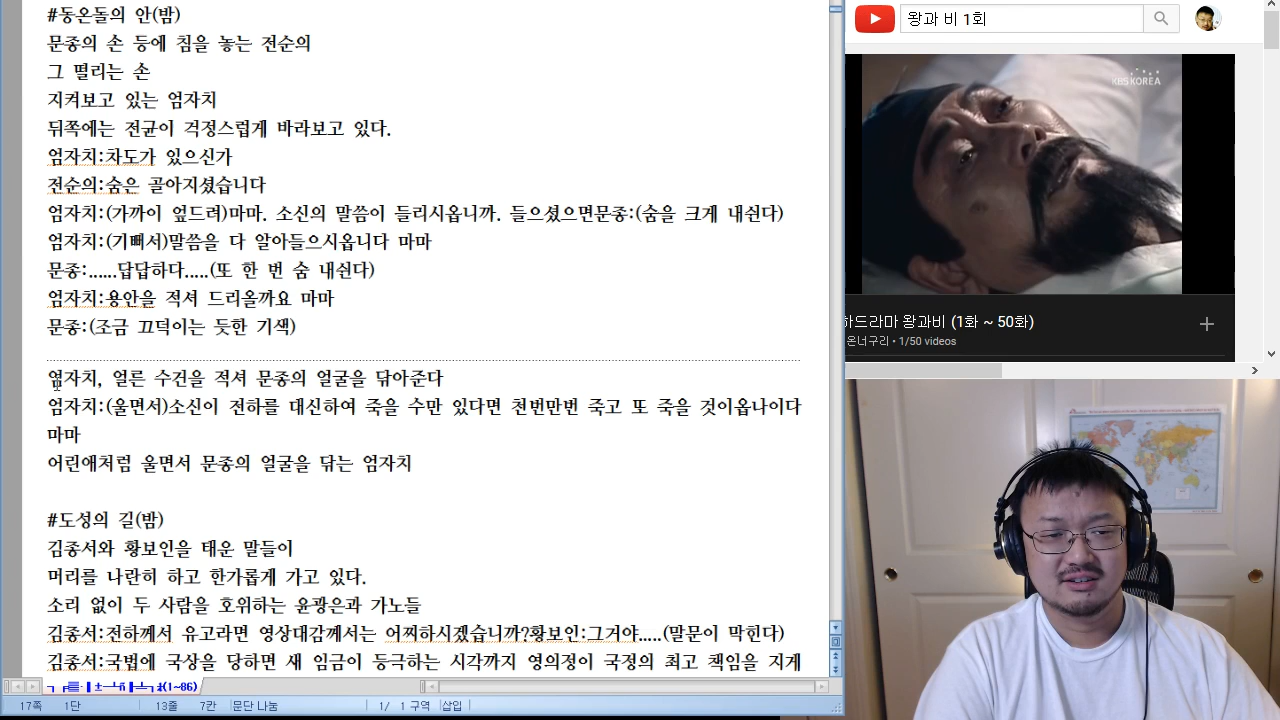 #동온돌의 안(밤)
문종의 손 등에 침을 놓는 전순의
그 떨리는 손
지켜보고 있는 엄자치
뒤쪽에는 전균이 걱정스럽게 바라보고 있다.
엄자치:차도가 있으신가
전순의:숨은 골아지셨습니다
엄자치:(가까이 엎드려)마마. 소신의 말씀이 들리시옵니까. 들으셨으면문종:(숨을 크게 내쉰다)
엄자치:(기뻐서)말씀을 다 알아들으시옵니다 마마
문종:......답답하다.....(또 한 번 숨 내쉰다)
엄자치:용안을 적셔 드리올까요 마마
문종:(조금 끄덕이는 듯한 기색)
엄자치, 얼른 수건을 적셔 문종의 얼굴을 닦아준다
엄자치:(울면서)소신이 전하를 대신하여 죽을 수만 있다면 천번만번 죽고 또 죽을 것이옵나이다
마마
어린애처럼 울면서 문종의 얼굴을 닦는 엄자치
#도성의 길(밤)
김종서와 황보인을 태운 말들이
머리를 나란히 하고 한가롭게 가고 있다.
소리 없이 두 사람을 호위하는 윤광은과 가노들
김종서:전하께서 유고라면 영상대감께서는 어찌하시겠습니까?황보인:그거야.....(말문이 막힌다)
김종서:국법에 국상을 당하면 새 임금이 등극하는 시각까지 영의정이 국정의 최고 책임을 지게
(1~86)
17쪽 1단 13줄 7칸 문단 나눔 1/ 1 구역 삽입
왕과 비 1회
KBS KOREA
하드라마 왕과비 (1화 ~ 50화)
온너구리 • 1/50 videos